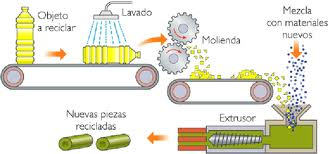 Objeto
a reciclar
Lavado
Molienda
Mezcla
con materiales
nuevos
Extrusor
Nuevas piezas
recicladas